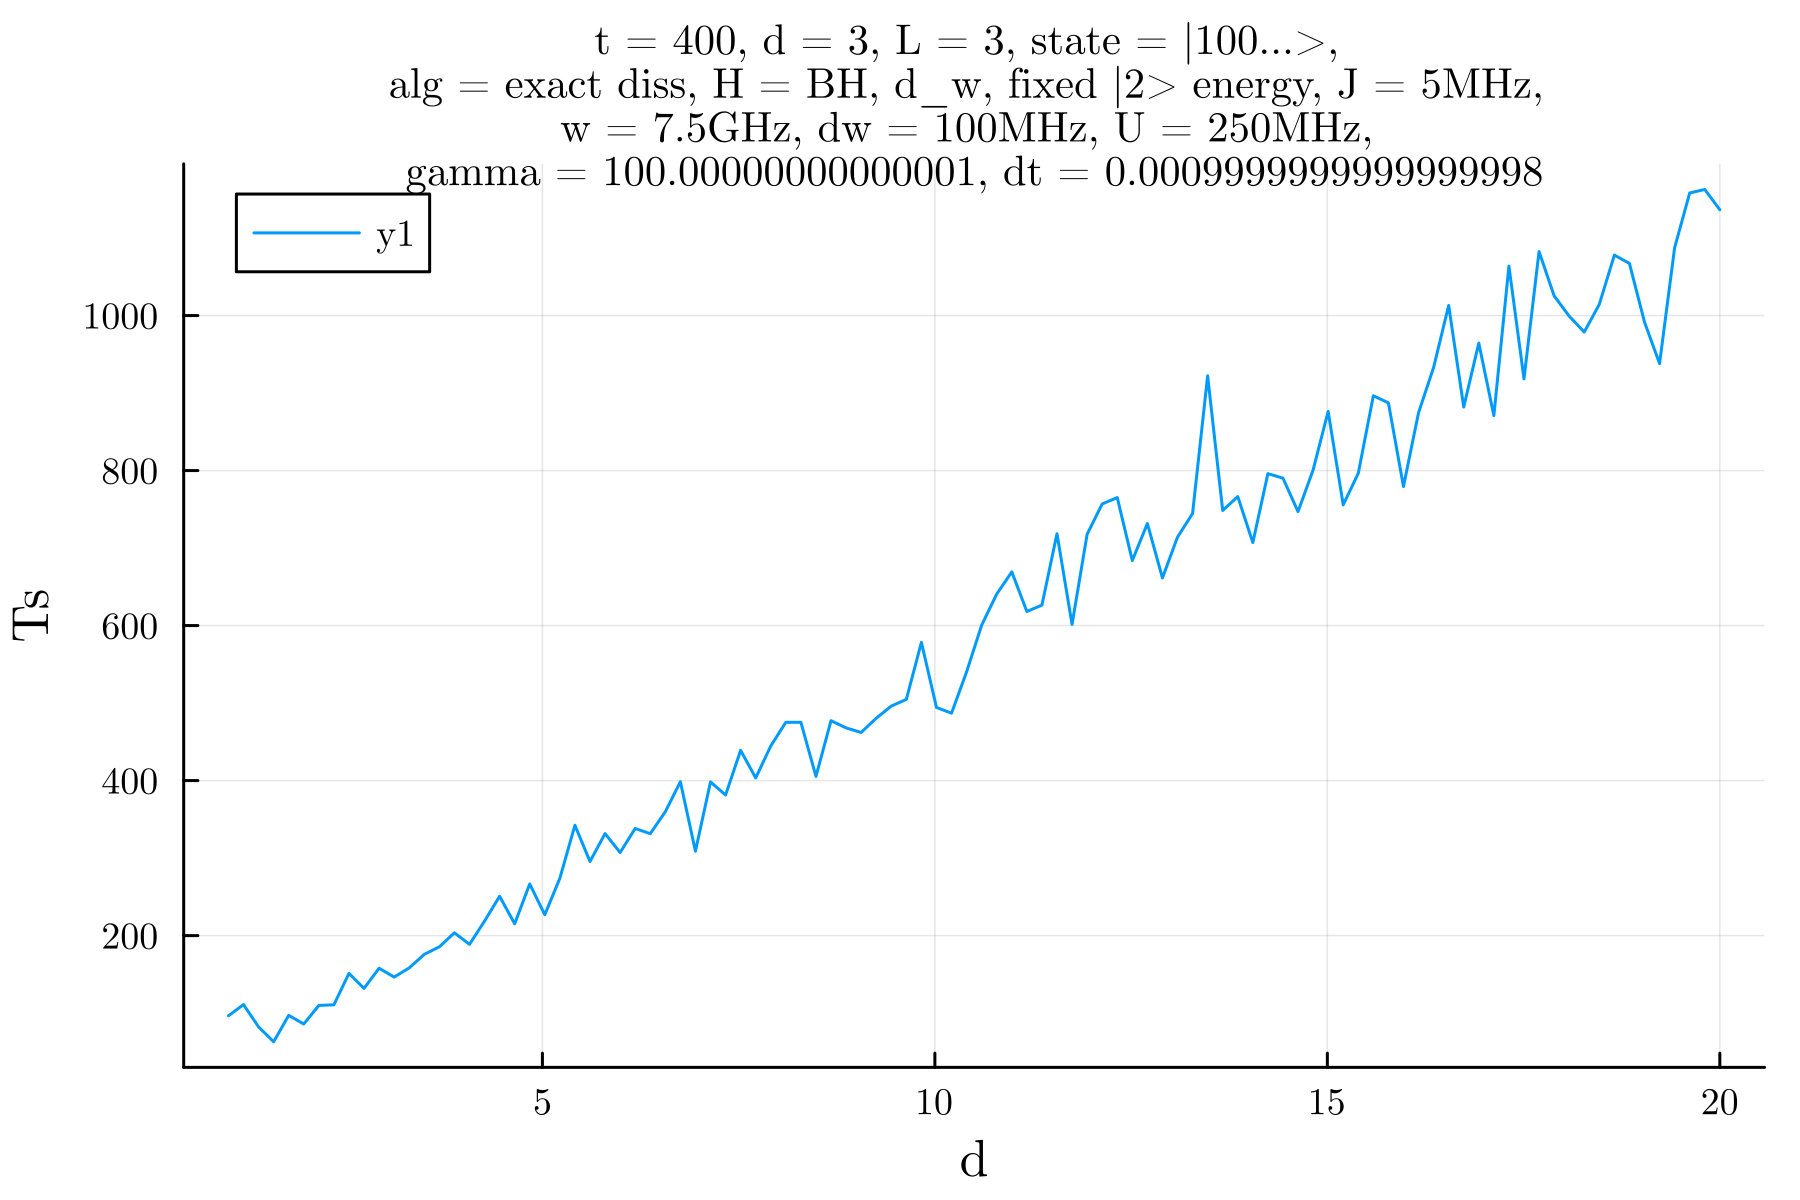 t = 400, d = 3, L = 3, state = |100...>,
alg = exact diss, H = BH, d_w, fixed |2> energy, J = 5MHz,
w = 7.5GHz, dw = 100MHz, U = 250MHz,
gamma = 100.00000000000001, dt = 0.0009999999999999998
y1
1000
800
600
400
200
Ts
5
10
15
20
d